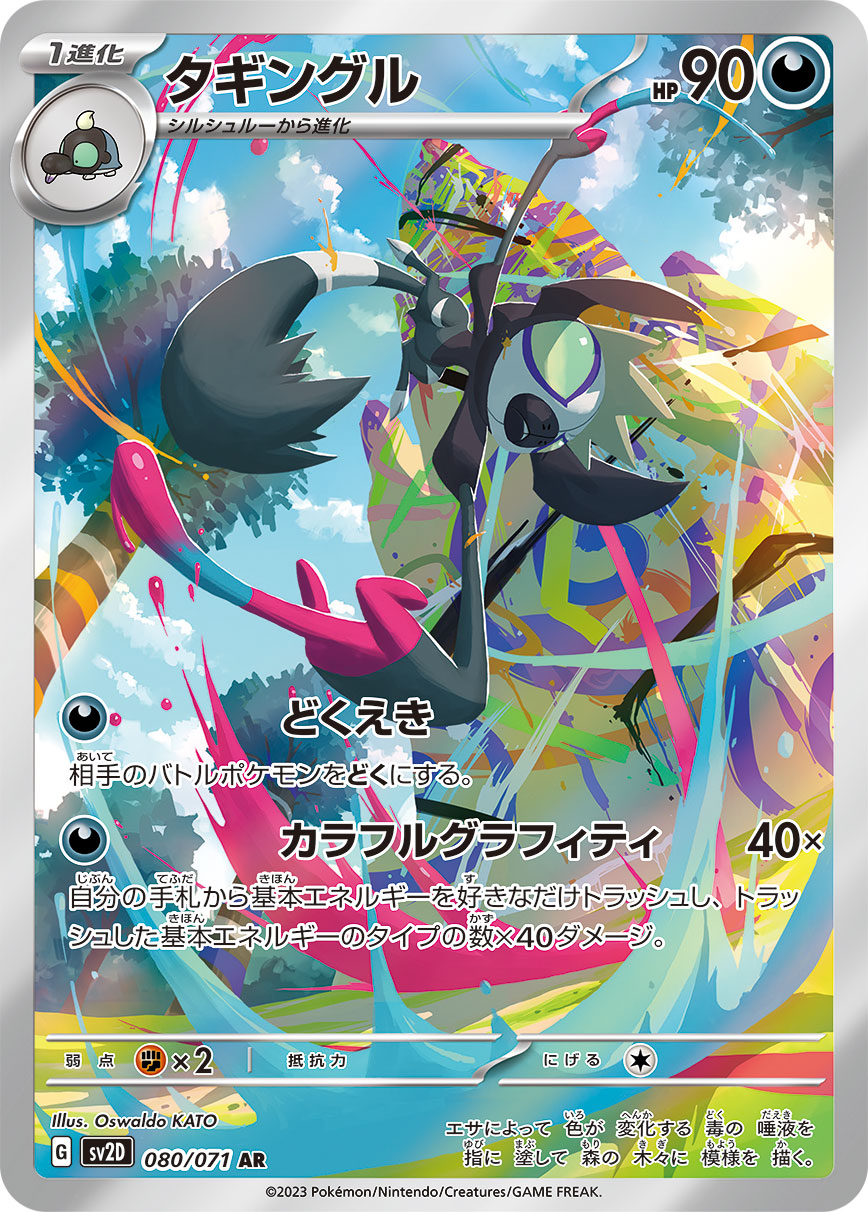 1進化
タギングル
HP 90
シルシュルーから進化
どくえき
相手のバトルポケモンをどくにする。
カラフルグラフィティ 40×
自分の手札から基本エネルギーを好きなだけトラッシュし、トラッ
シュした基本エネルギーのタイプの数×40ダメージ。
弱点 ×2 抵抗力 にげる
Illus. Oswaldo KATO
G sv2D 080/071 AR
エサによって 色が 変化する 毒の 唾液を
指に 塗して 森の 木々に 模様を 描く。
©2023 Pokémon/Nintendo/Creatures/GAME FREAK.